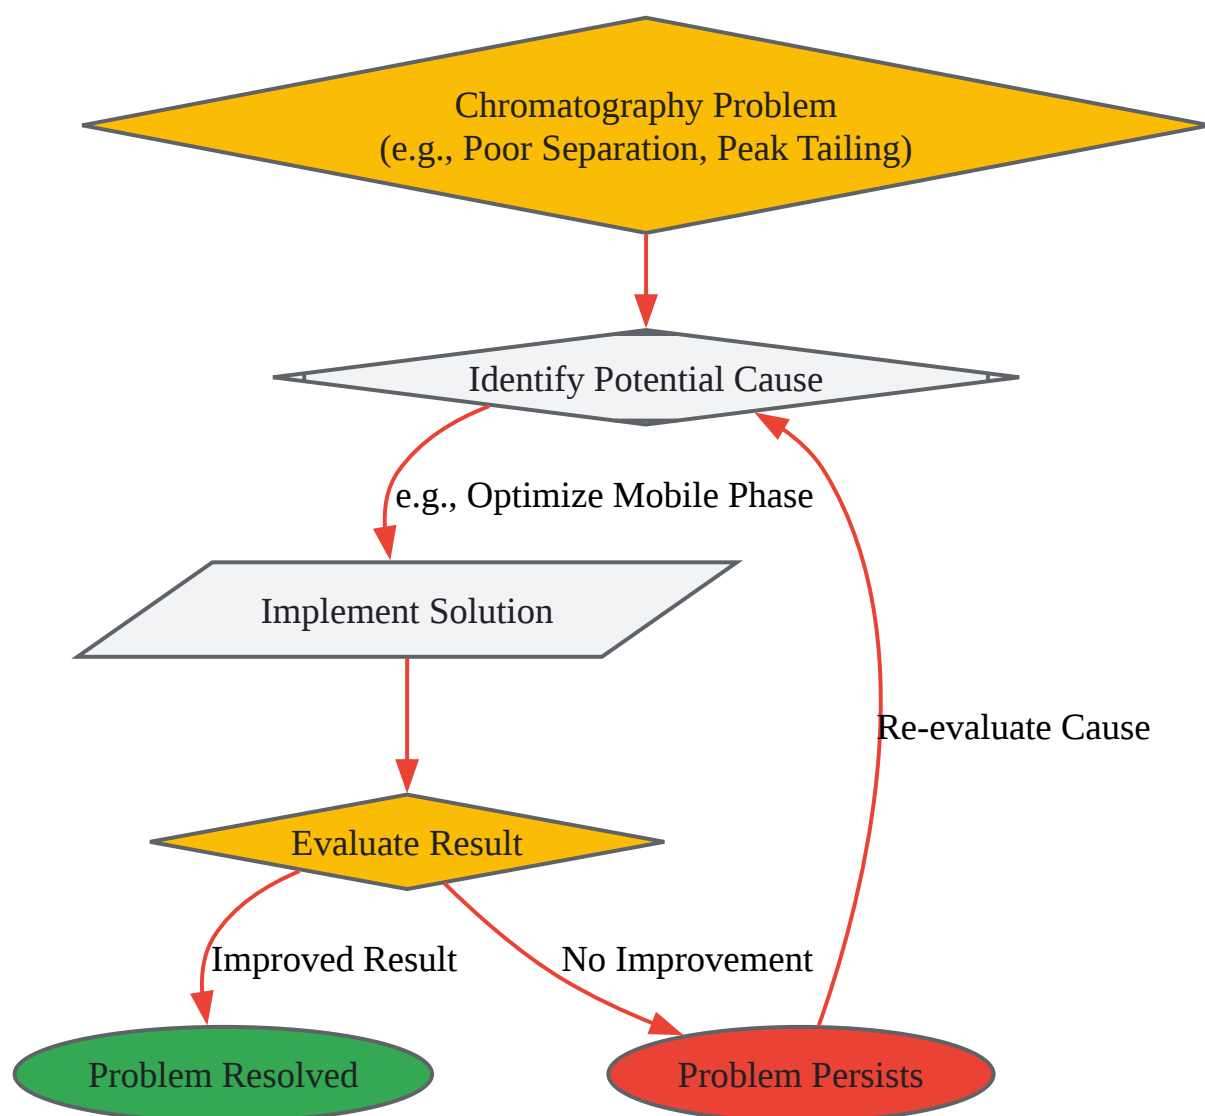 Chromatography Problem
(e.g., Poor Separation, Peak Tailing)
Identify Potential Cause
e.g., Optimize Mobile Phase
Implement Solution
Re-evaluate Cause
Evaluate Result
Improved Result
No Improvement
Problem Resolved
Problem Persists